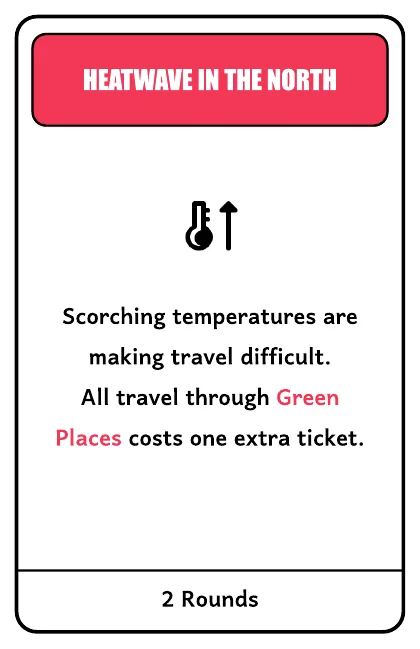 HEATWAVE IN THE NORTH
Scorching temperatures are
making travel difficult.
All travel through Green
Places costs one extra ticket.
2 Rounds